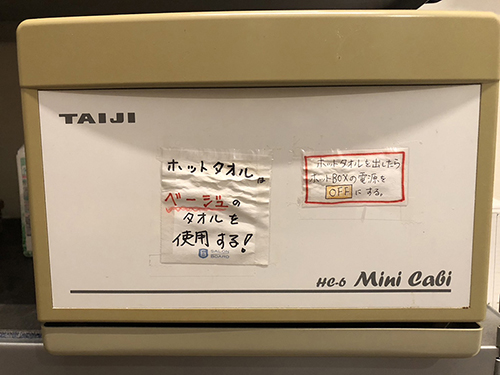 TAIJI
ホットタオルは
ベージュの
タオルを
使用する!
SALON
BOARD
ホットタオルを出したら
ホットBOXの電源を
OFFにする。
HC-6 Mini Cabi